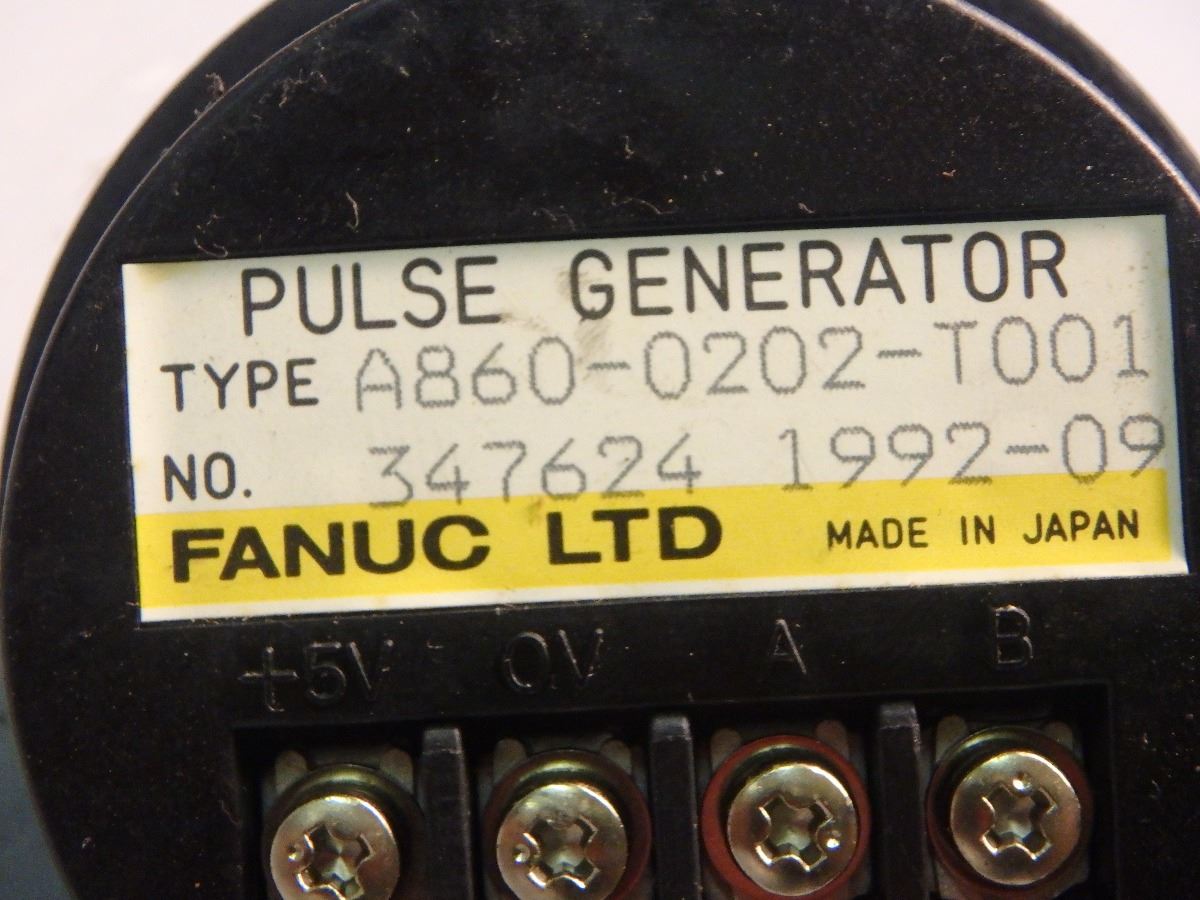 PULSE GENERATOR
TYPE A860-0202-T001
NO. 347624 1992-09
FANUC LTD MADE IN JAPAN
+5V 0V A B